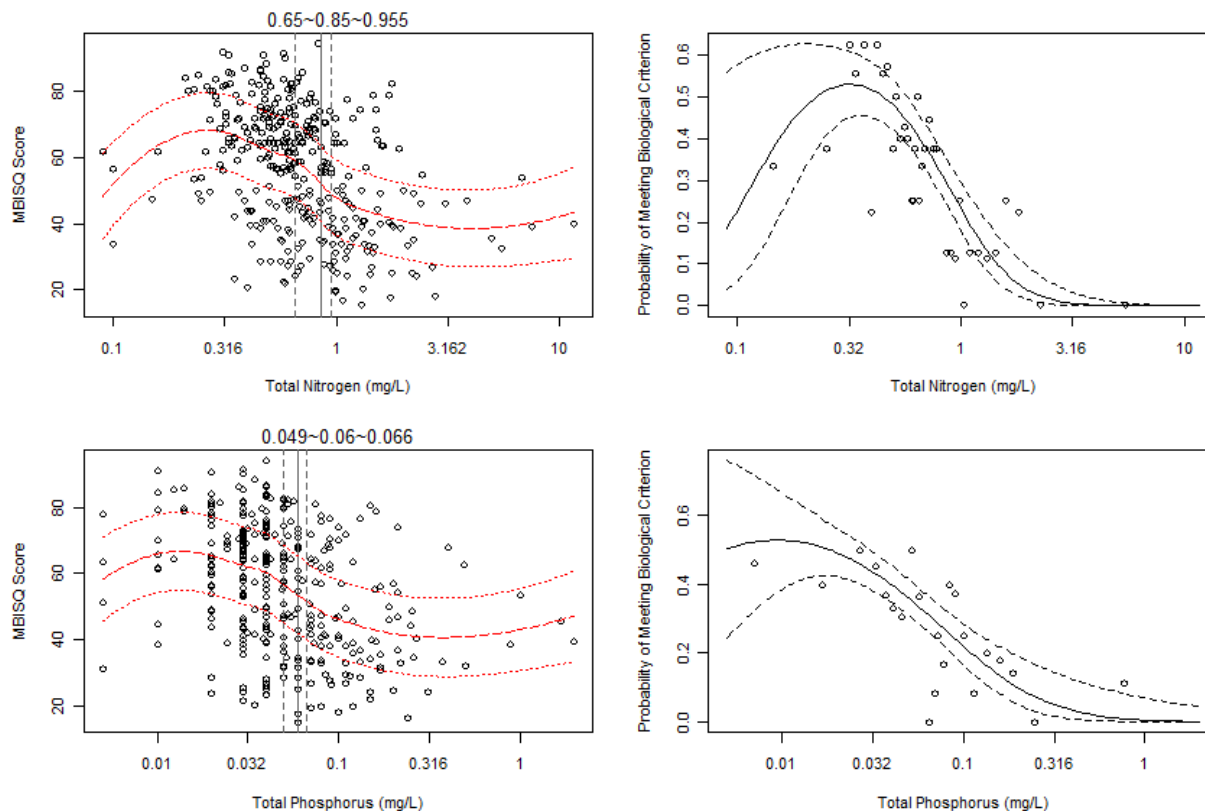 0.65~0.85~0.955
MBISQ Score
20 40 60 80
0.1 0.316 1 3.162 10
Total Nitrogen (mg/L)
Probability of Meeting Biological Criterion
0.0 0.1 0.2 0.3 0.4 0.5 0.6
0.1 0.32 1 3.16 10
Total Nitrogen (mg/L)
0.049~0.06~0.066
MBISQ Score
20 40 60 80
0.01 0.032 0.1 0.316 1
Total Phosphorus (mg/L)
Probability of Meeting Biological Criterion
0.0 0.2 0.4 0.6
0.01 0.032 0.1 0.316 1
Total Phosphorus (mg/L)